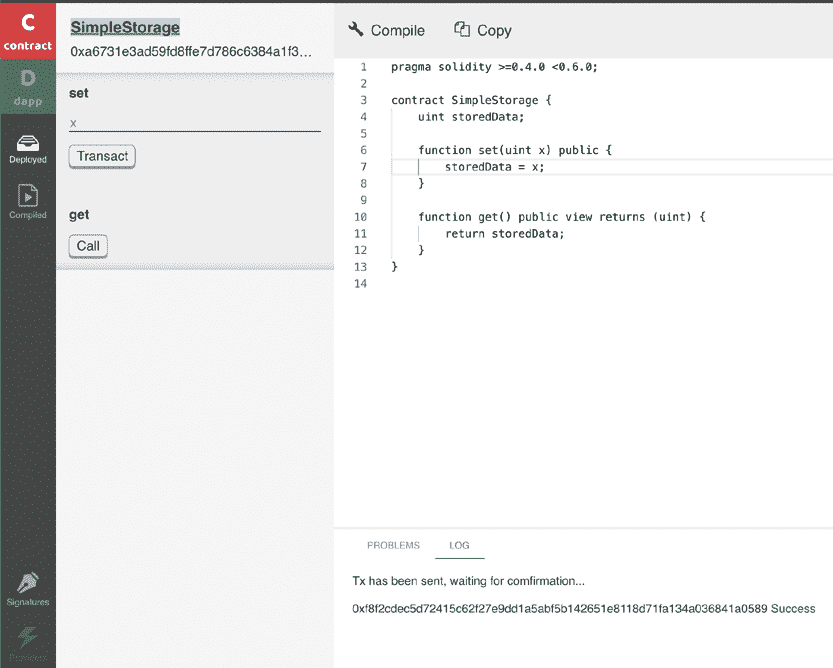 C
contract
D
dapp
Deployed
Compiled
Signatures
Providers
SimpleStorage
0xa6731e3ad59fd8ffe7d786c6384a1f3...
set
x
Transact
get
Call
Compile
Copy
1 pragma solidity >=0.4.0 <0.6.0;
2
3 contract SimpleStorage {
4 uint storedData;
5
6 function set(uint x) public {
7 storedData = x;
8 }
9
10 function get() public view returns (uint) {
11 return storedData;
12 }
13 }
14
PROBLEMS
LOG
Tx has been sent, waiting for comfirmation...
0xf8f2cdec5d72415c62f27e9dd1a5abf5b142651e8118d71fa134a036841a0589 Success